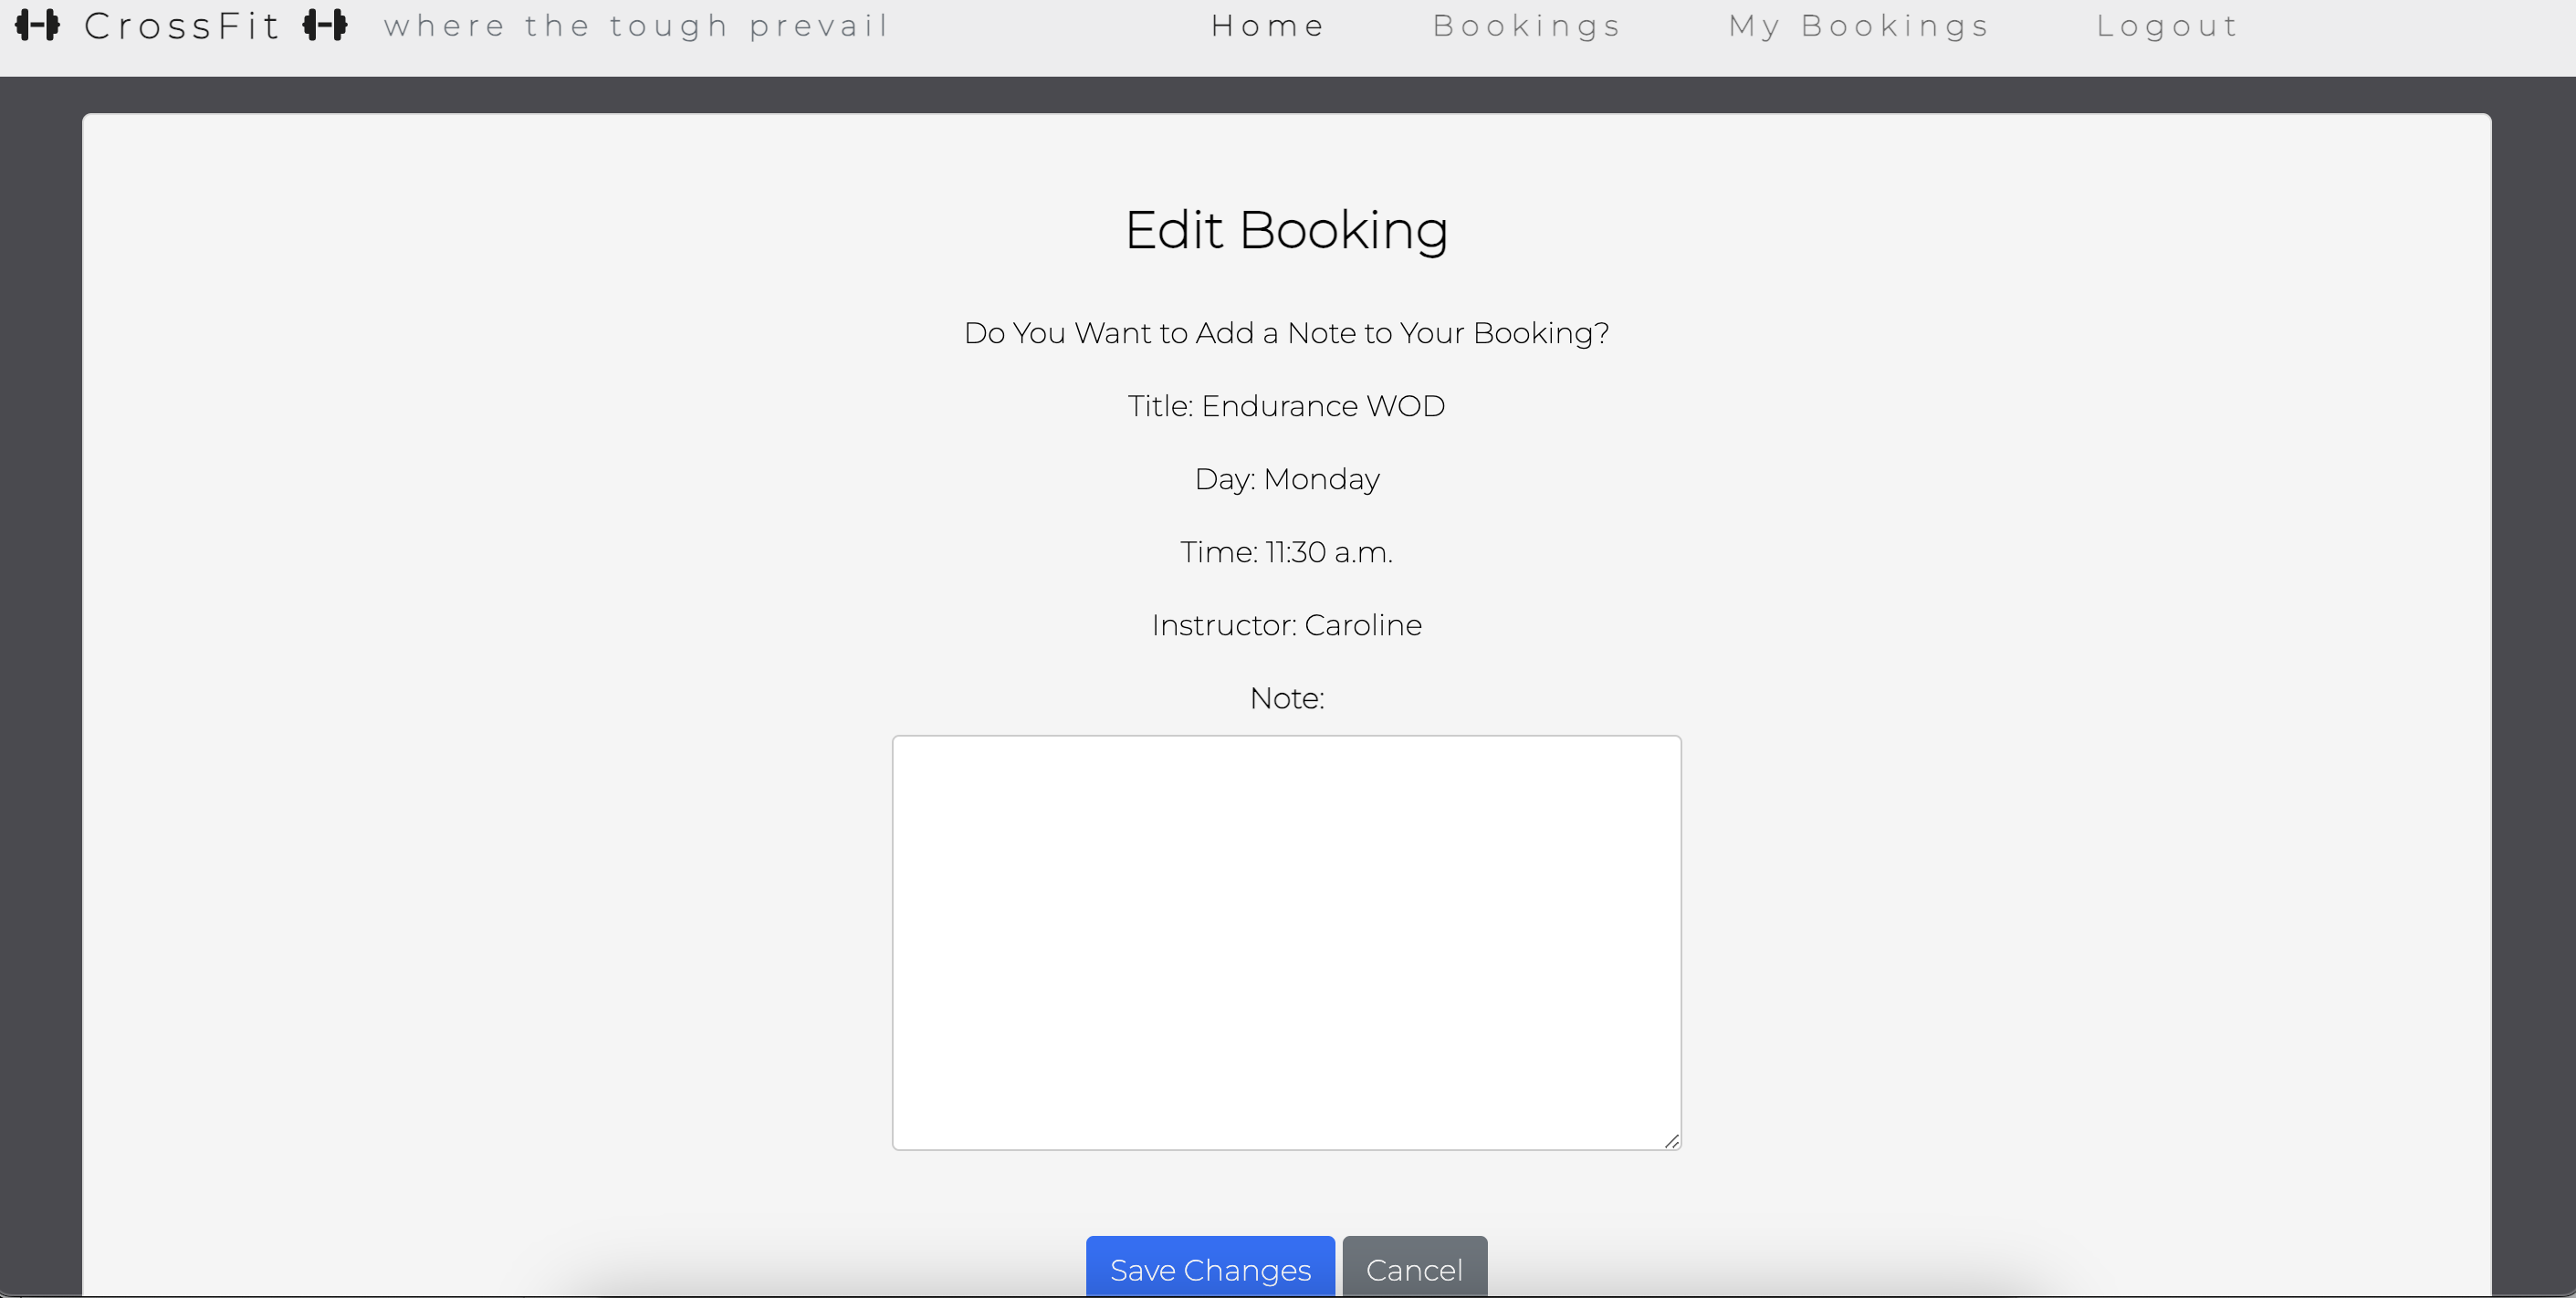 CrossFit where the tough prevail Home Bookings My Bookings Logout
Edit Booking
Do You Want to Add a Note to Your Booking?
Title: Endurance WOD
Day: Monday
Time: 11:30 a.m.
Instructor: Caroline
Note:
Save Changes Cancel